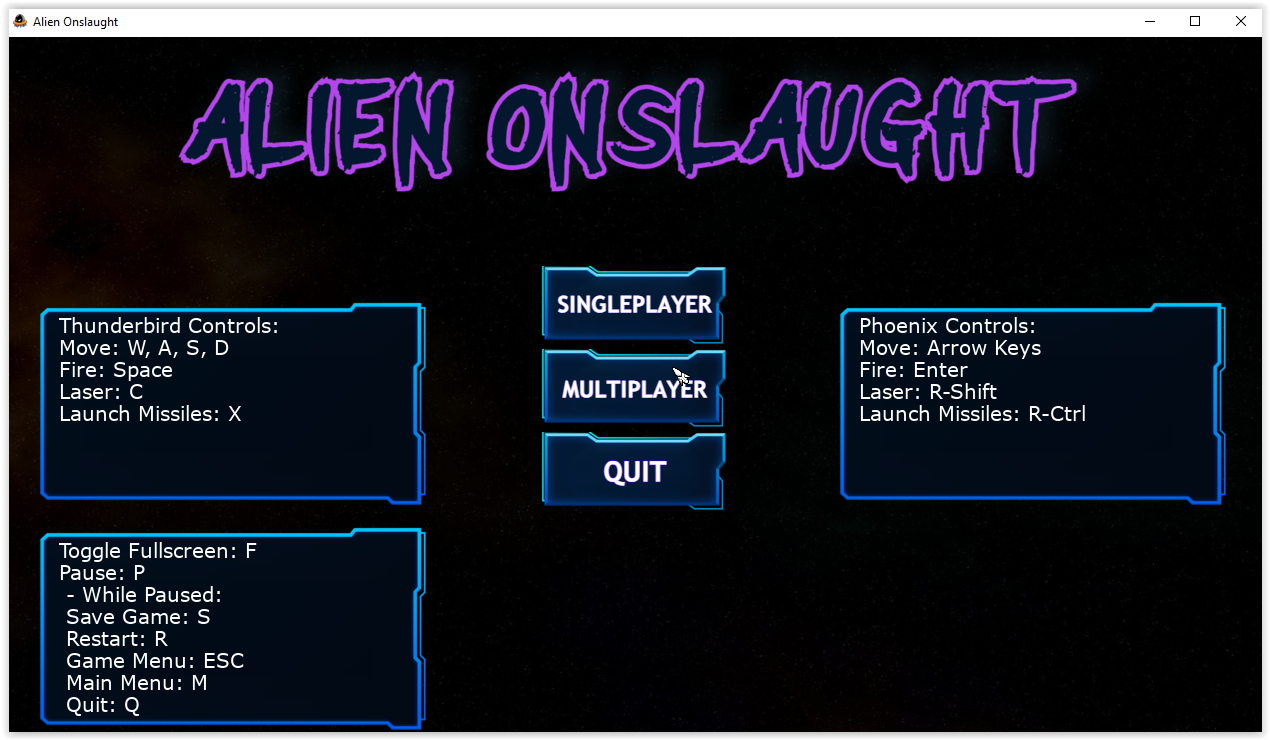 Alien Onslaught
ALIEN ONSLAUGHT
SINGLEPLAYER
MULTIPLAYER
QUIT
Thunderbird Controls:
Move: W, A, S, D
Fire: Space
Laser: C
Launch Missiles: X
Phoenix Controls:
Move: Arrow Keys
Fire: Enter
Laser: R-Shift
Launch Missiles: R-Ctrl
Toggle Fullscreen: F
Pause: P
- While Paused:
Save Game: S
Restart: R
Game Menu: ESC
Main Menu: M
Quit: Q